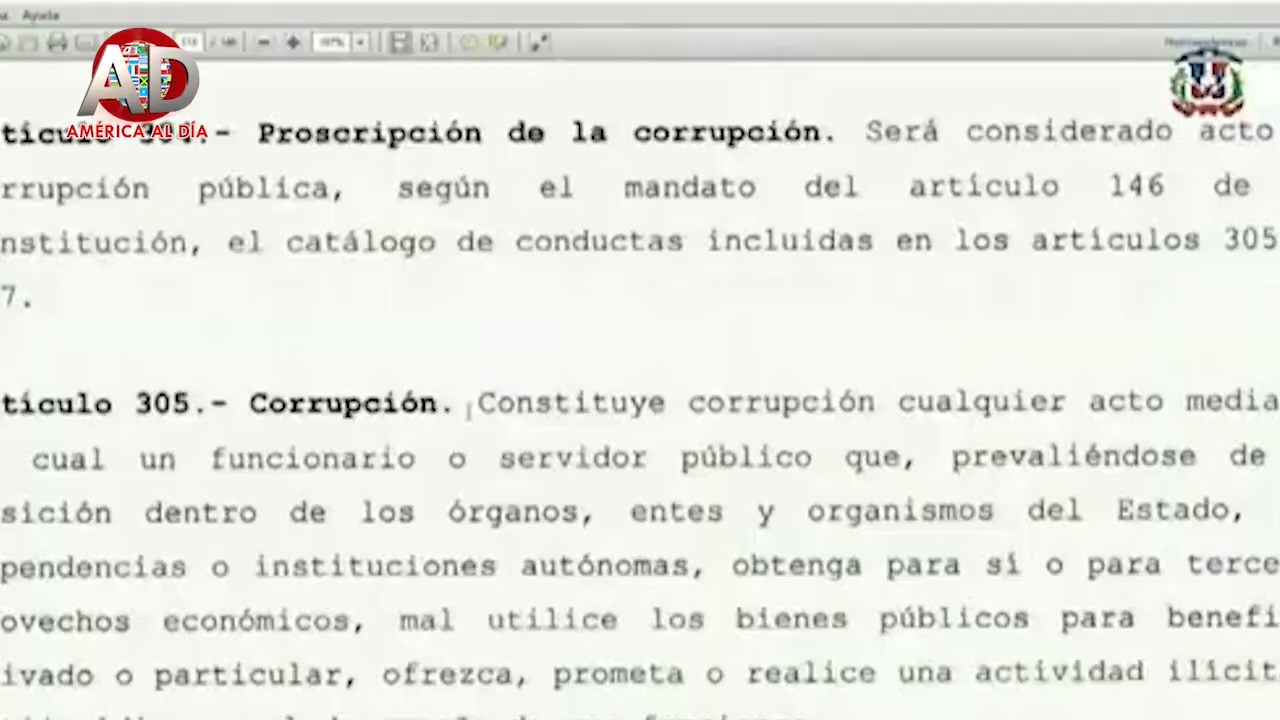 Ayuda
AD
AMÉRICA AL DÍA
tículo 304.- Proscripción de la corrupción. Será considerado acto
rrupción pública, según el mandato del artículo 146 de
nstitución, el catálogo de conductas incluidas en los artículos 305
7.
tículo 305.- Corrupción. Constituye corrupción cualquier acto media
cual un funcionario o servidor público que, prevaliéndose de
sición dentro de los órganos, entes y organismos del Estado,
pendencias o instituciones autónomas, obtenga para sí o para terce
ovechos económicos, mal utilice los bienes públicos para benefi
ivado o particular, ofrezca, prometa o realice una actividad ilícit